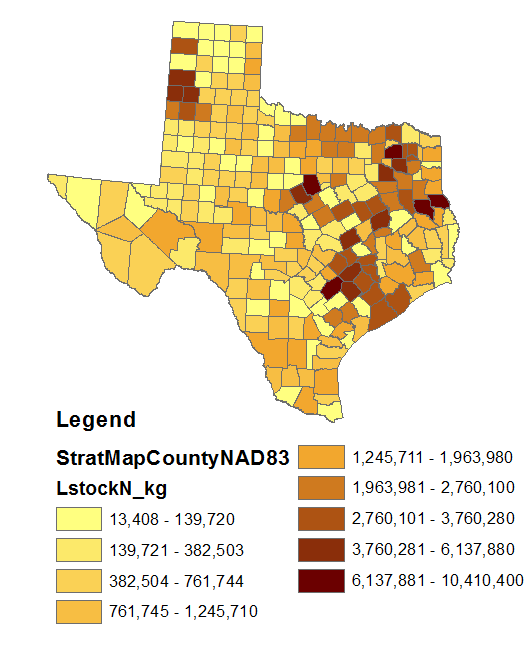 Legend
StratMapCountyNAD83
LstockN_kg
13,408 - 139,720
139,721 - 382,503
382,504 - 761,744
761,745 - 1,245,710
1,245,711 - 1,963,980
1,963,981 - 2,760,100
2,760,101 - 3,760,280
3,760,281 - 6,137,880
6,137,881 - 10,410,400